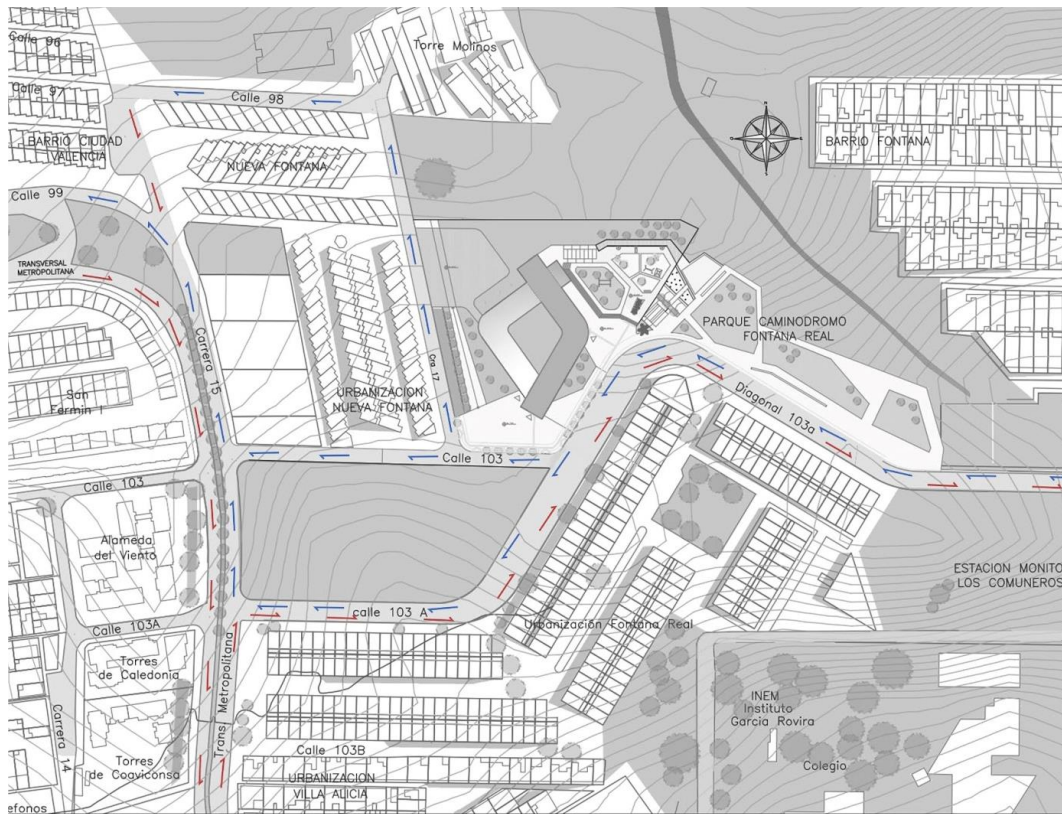 Calle 96
Torre Molinos
Calle 97
Calle 98
BARRIO CIUDAD
VALENCIA
NUEVA FONTANA
BARRIO FONTANA
Calle 99
TRANSVERSAL
METROPOLITANA
PARQUE CAMINODROMO
FONTANA REAL
Carrera 15
Cra 17
San
Fermin I
URBANIZACION
NUEVA FONTANA
Diagonal 103a
Calle 103
Calle 103
Alameda
del Viento
ESTACION MONITO
LOS COMUNEROS
calle 103 A
Calle 103A
Urbanización Fontana Real
Torres
de Caledonia
Trans. Metropolitana
INEM
Instituto
Garcia Rovira
Carrera 14
Calle 103B
Torres
de Coaviconsa
Colegio
URBANIZACION
VILLA ALICIA
efonos